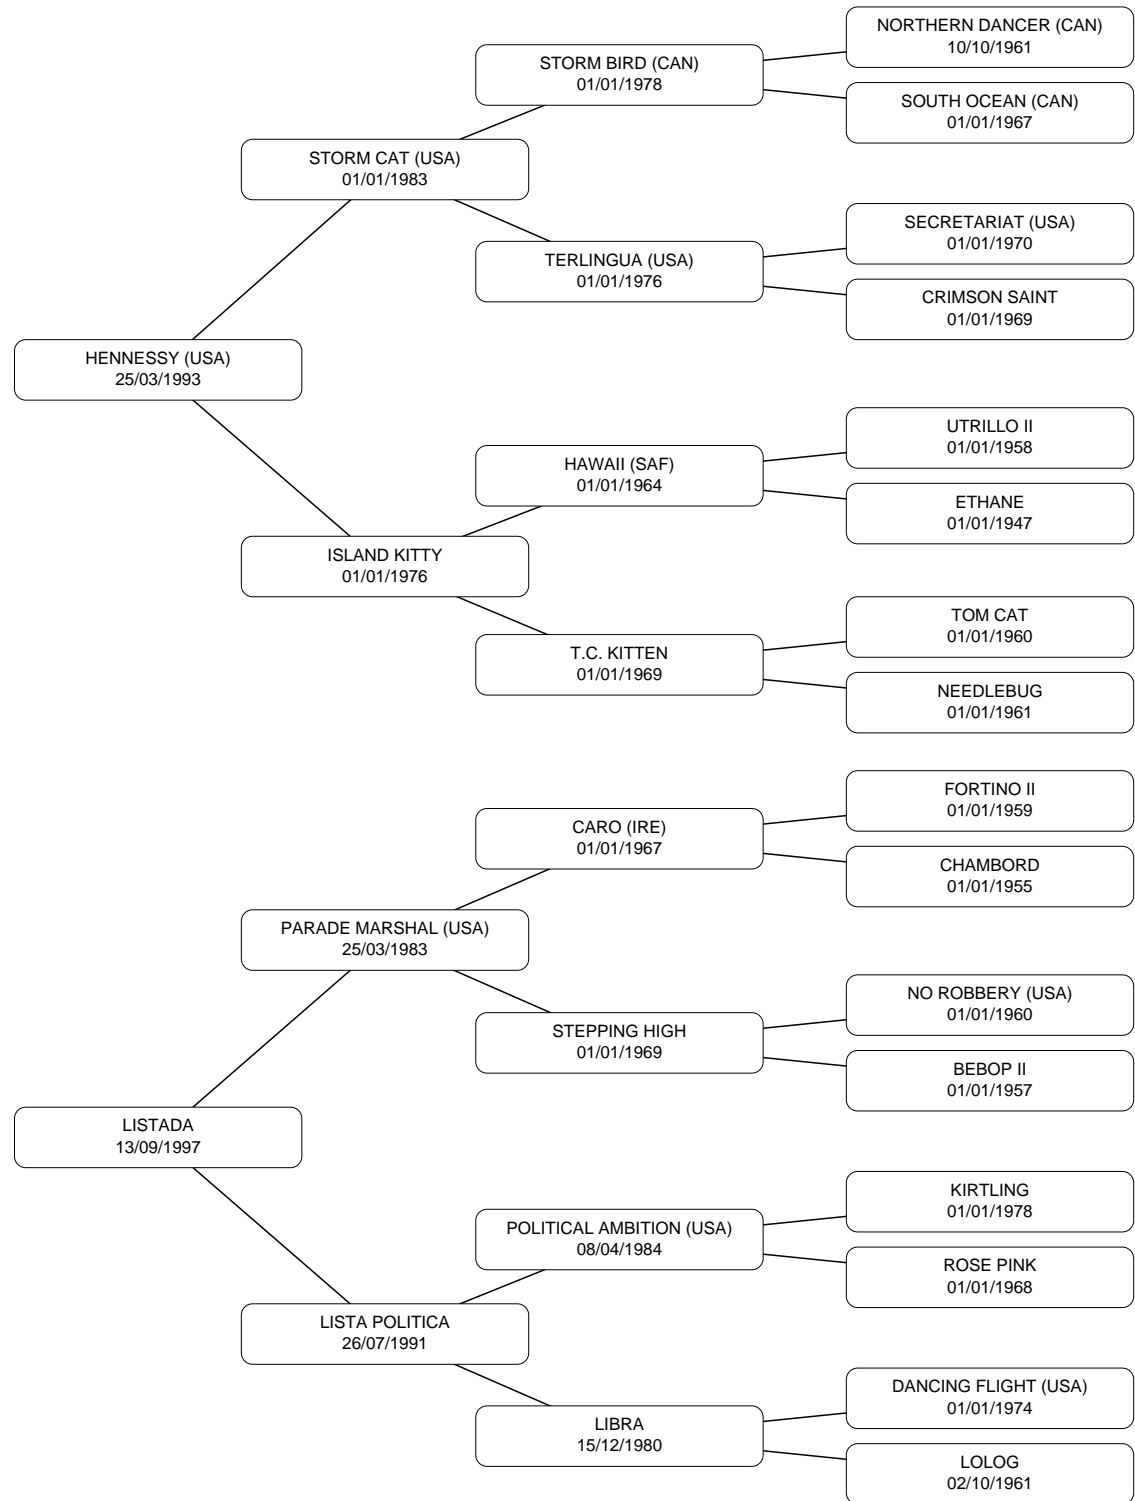 NORTHERN DANCER (CAN)
10/10/1961
STORM BIRD (CAN)
01/01/1978
SOUTH OCEAN (CAN)
01/01/1967
STORM CAT (USA)
01/01/1983
SECRETARIAT (USA)
01/01/1970
TERLINGUA (USA)
01/01/1976
CRIMSON SAINT
01/01/1969
HENNESSY (USA)
25/03/1993
UTRILLO II
01/01/1958
HAWAII (SAF)
01/01/1964
ETHANE
01/01/1947
ISLAND KITTY
01/01/1976
TOM CAT
01/01/1960
T.C. KITTEN
01/01/1969
NEEDLEBUG
01/01/1961
FORTINO II
01/01/1959
CARO (IRE)
01/01/1967
CHAMBORD
01/01/1955
PARADE MARSHAL (USA)
25/03/1983
NO ROBBERY (USA)
01/01/1960
STEPPING HIGH
01/01/1969
BEBOP II
01/01/1957
LISTADA
13/09/1997
KIRTLING
01/01/1978
POLITICAL AMBITION (USA)
08/04/1984
ROSE PINK
01/01/1968
LISTA POLITICA
26/07/1991
DANCING FLIGHT (USA)
01/01/1974
LIBRA
15/12/1980
LOLOG
02/10/1961